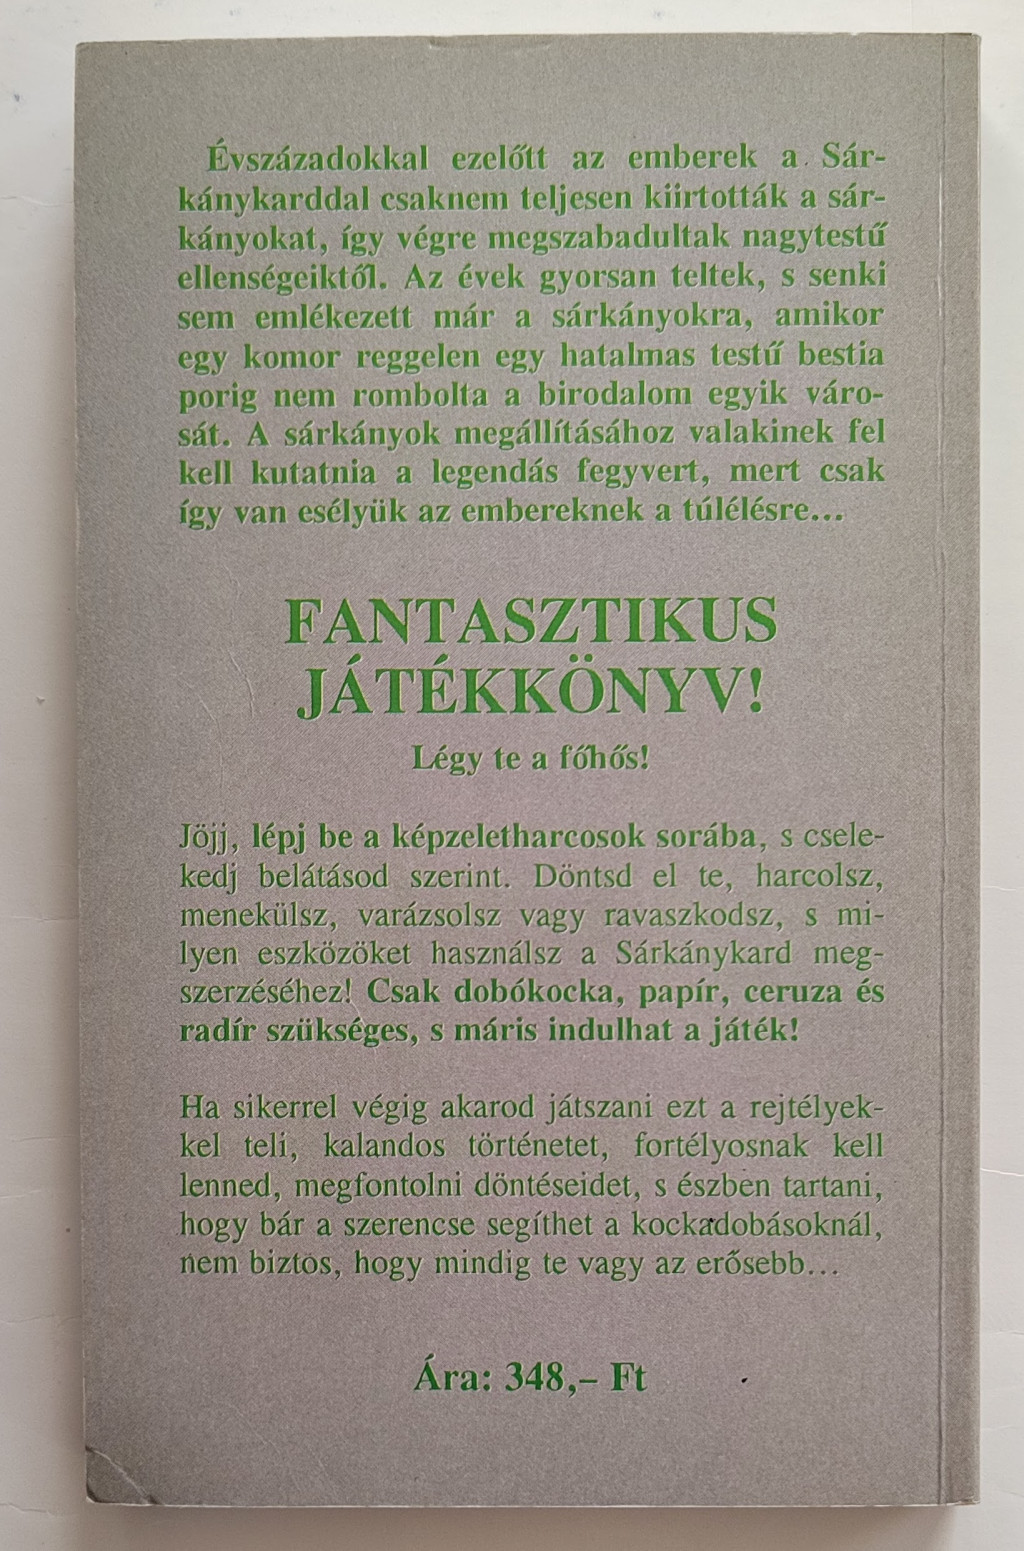 Évszázadokkal ezelőtt az emberek a Sár-
kánykarddal csaknem teljesen kiirtották a sár-
kányokat, így végre megszabadultak nagytestű
ellenségeiktől. Az évek gyorsan teltek, s senki
sem emlékezett már a sárkányokra, amikor
egy komor reggelen egy hatalmas testű bestia
porig nem rombolta a birodalom egyik váro-
sát. A sárkányok megállításához valakinek fel
kell kutatnia a legendás fegyvert, mert csak
így van esélyük az embereknek a túlélésre...
FANTASZTIKUS
JÁTÉKKÖNYV!
Légy te a főhős!
Jöjj, lépj be a képzeletharcosok sorába, s csele-
kedj belátásod szerint. Döntsd el te, harcolsz,
menekülsz, varázsolsz vagy ravaszkodsz, s mi-
lyen eszközöket használsz a Sárkánykard meg-
szerzéséhez! Csak dobókocka, papír, ceruza és
radír szükséges, s máris indulhat a játék!
Ha sikerrel végig akarod játszani ezt a rejtélyek-
kel teli, kalandos történetet, fortélyosnak kell
lenned, megfontolni döntéseidet, s észben tartani,
hogy bár a szerencse segíthet a kockadobásoknál,
nem biztos, hogy mindig te vagy az erősebb...
Ára: 348,– Ft